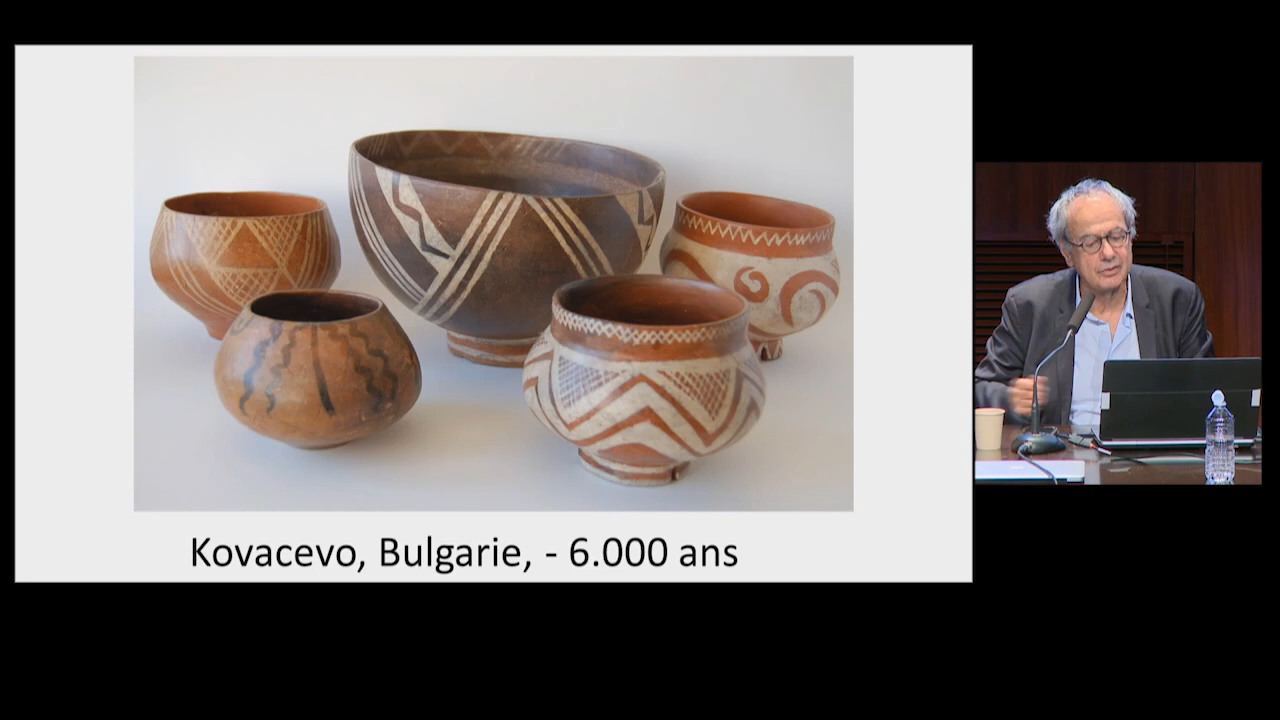 Kovacevo, Bulgarie, - 6.000 ans